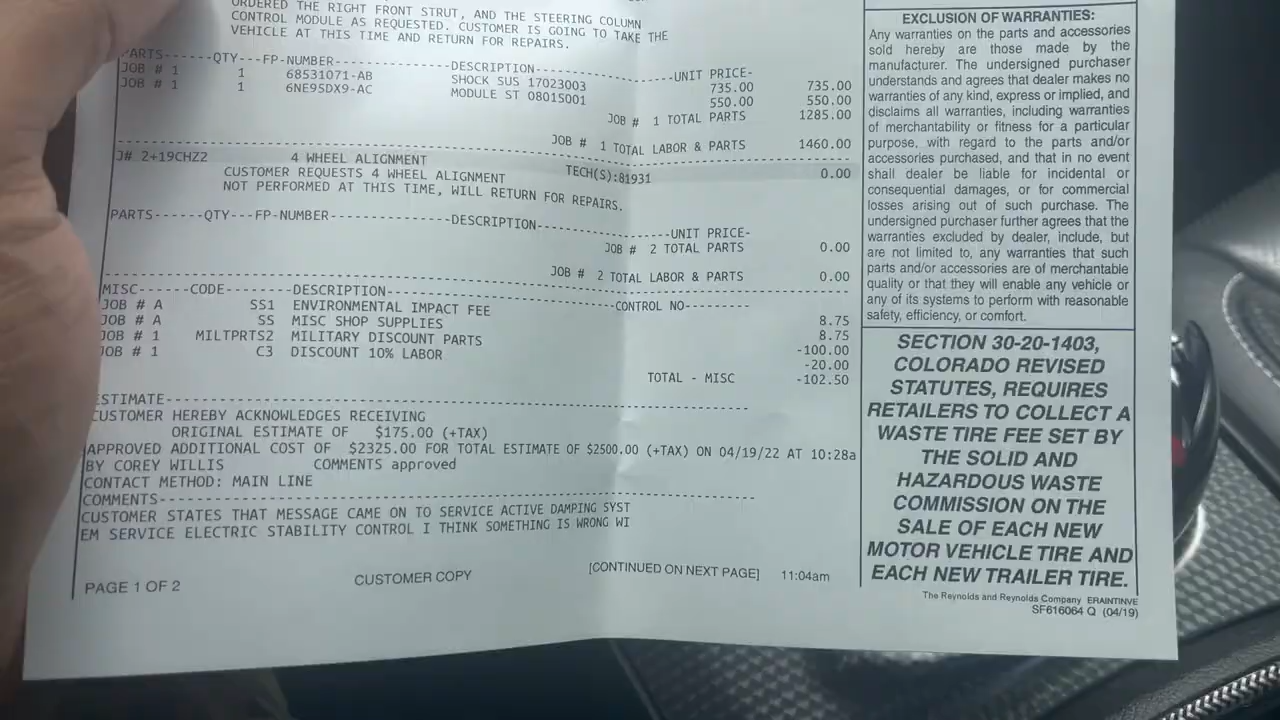 ORDERED THE RIGHT FRONT STRUT, AND THE STEERING COLUMN
CONTROL MODULE AS REQUESTED. CUSTOMER IS GOING TO TAKE THE
VEHICLE AT THIS TIME AND RETURN FOR REPAIRS.
PARTS------QTY---FP-NUMBER---------------DESCRIPTION--------------------UNIT PRICE-
JOB # 1 1 68531071-AB SHOCK SUS 17023003 735.00 735.00
JOB # 1 1 6NE95DX9-AC MODULE ST 0801S001 550.00 550.00
JOB # 1 TOTAL PARTS 1285.00
JOB # 1 TOTAL LABOR & PARTS 1460.00
J# 2+19CHZ2 4 WHEEL ALIGNMENT TECH(S):81931 0.00
CUSTOMER REQUESTS 4 WHEEL ALIGNMENT
NOT PERFORMED AT THIS TIME, WILL RETURN FOR REPAIRS.
PARTS------QTY---FP-NUMBER---------------DESCRIPTION--------------------UNIT PRICE-
JOB # 2 TOTAL PARTS 0.00
JOB # 2 TOTAL LABOR & PARTS 0.00
MISC------CODE------DESCRIPTION---------------------------CONTROL NO---------
JOB # A SS1 ENVIRONMENTAL IMPACT FEE 8.75
JOB # A SS MISC SHOP SUPPLIES 8.75
JOB # 1 MILTPRTS2 MILITARY DISCOUNT PARTS -100.00
JOB # 1 C3 DISCOUNT 10% LABOR -20.00
TOTAL - MISC -102.50
ESTIMATE---------------------------------------------------------------
CUSTOMER HEREBY ACKNOWLEDGES RECEIVING
ORIGINAL ESTIMATE OF $175.00 (+TAX)
APPROVED ADDITIONAL COST OF $2325.00 FOR TOTAL ESTIMATE OF $2500.00 (+TAX) ON 04/19/22 AT 10:28a
BY COREY WILLIS COMMENTS approved
CONTACT METHOD: MAIN LINE
COMMENTS---------------------------------------------------------------
CUSTOMER STATES THAT MESSAGE CAME ON TO SERVICE ACTIVE DAMPING SYST
EM SERVICE ELECTRIC STABILITY CONTROL I THINK SOMETHING IS WRONG WI
PAGE 1 OF 2 CUSTOMER COPY [CONTINUED ON NEXT PAGE] 11:04am
EXCLUSION OF WARRANTIES:
Any warranties on the parts and accessories
sold hereby are those made by the
manufacturer. The undersigned purchaser
understands and agrees that dealer makes no
warranties of any kind, express or implied, and
disclaims all warranties, including warranties
of merchantability or fitness for a particular
purpose, with regard to the parts and/or
accessories purchased, and that in no event
shall dealer be liable for incidental or
consequential damages, or for commercial
losses arising out of such purchase. The
undersigned purchaser further agrees that the
warranties excluded by dealer, include, but
are not limited to, any warranties that such
parts and/or accessories are of merchantable
quality or that they will enable any vehicle or
any of its systems to perform with reasonable
safety, efficiency, or comfort.
SECTION 30-20-1403,
COLORADO REVISED
STATUTES, REQUIRES
RETAILERS TO COLLECT A
WASTE TIRE FEE SET BY
THE SOLID AND
HAZARDOUS WASTE
COMMISSION ON THE
SALE OF EACH NEW
MOTOR VEHICLE TIRE AND
EACH NEW TRAILER TIRE.
The Reynolds and Reynolds Company ERAINTINVE
SF616064 Q (04/19)